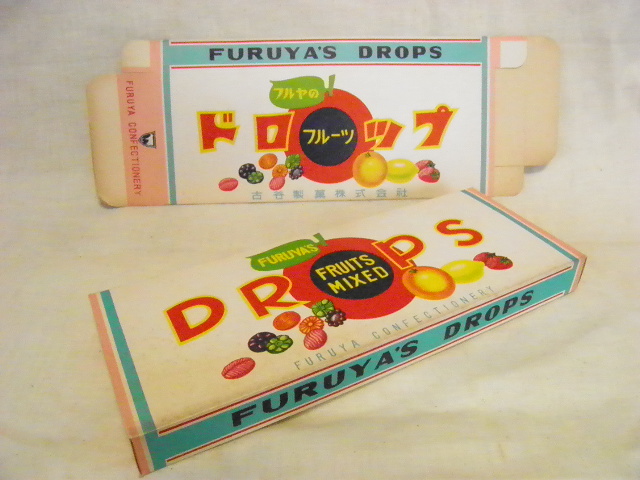 FURUYA'S DROPS
フルヤの
ドロップ
フルーツ
古谷製菓株式会社
FURUYA CONFECTIONERY
FURUYA'S
DROPS
FRUITS
MIXED
FURUYA CONFECTIONERY
FURUYA'S DROPS